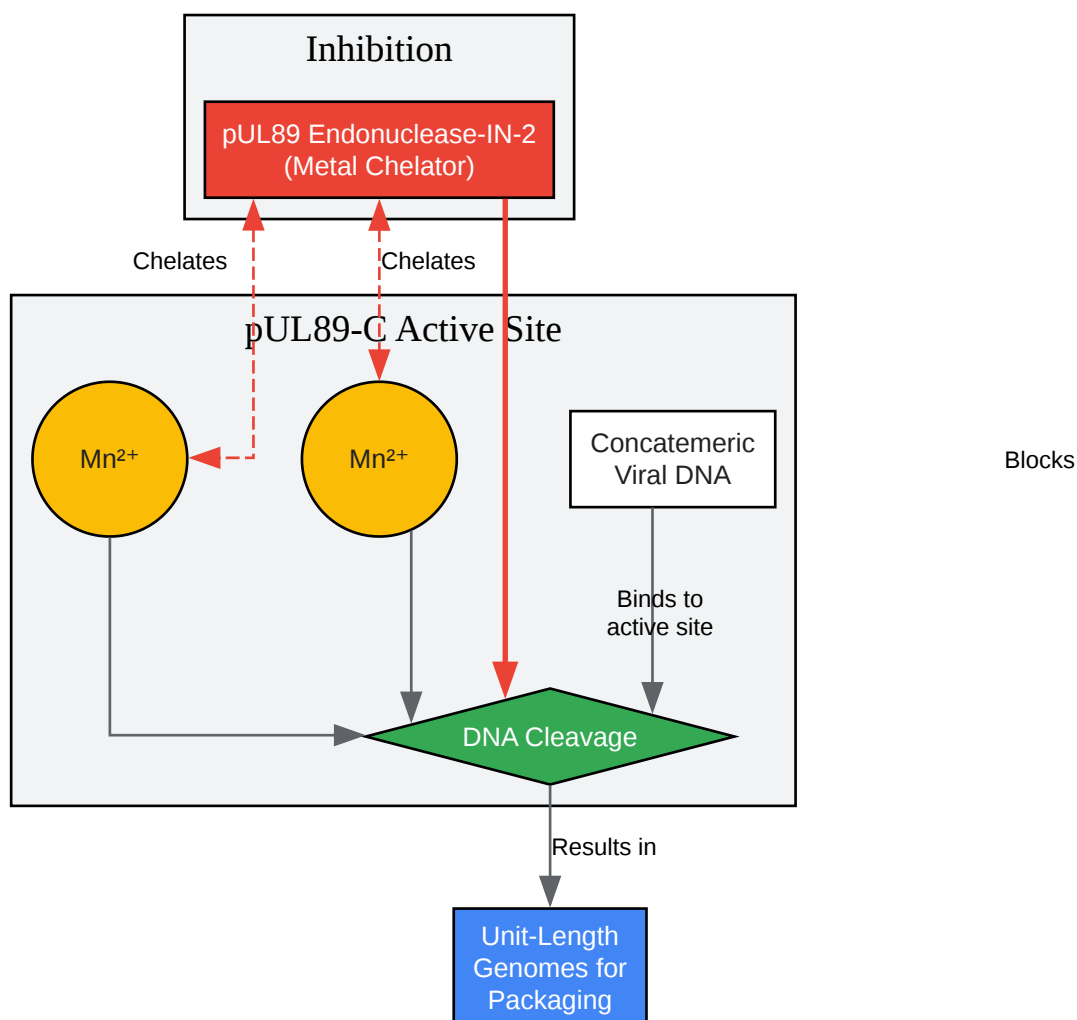 Inhibition
pUL89 Endonuclease-IN-2
(Metal Chelator)
Chelates
Chelates
pUL89-C Active Site
Mn²⁺
Mn²⁺
Concatemeric
Viral DNA
Blocks
Binds to
active site
DNA Cleavage
Results in
Unit-Length
Genomes for
Packaging